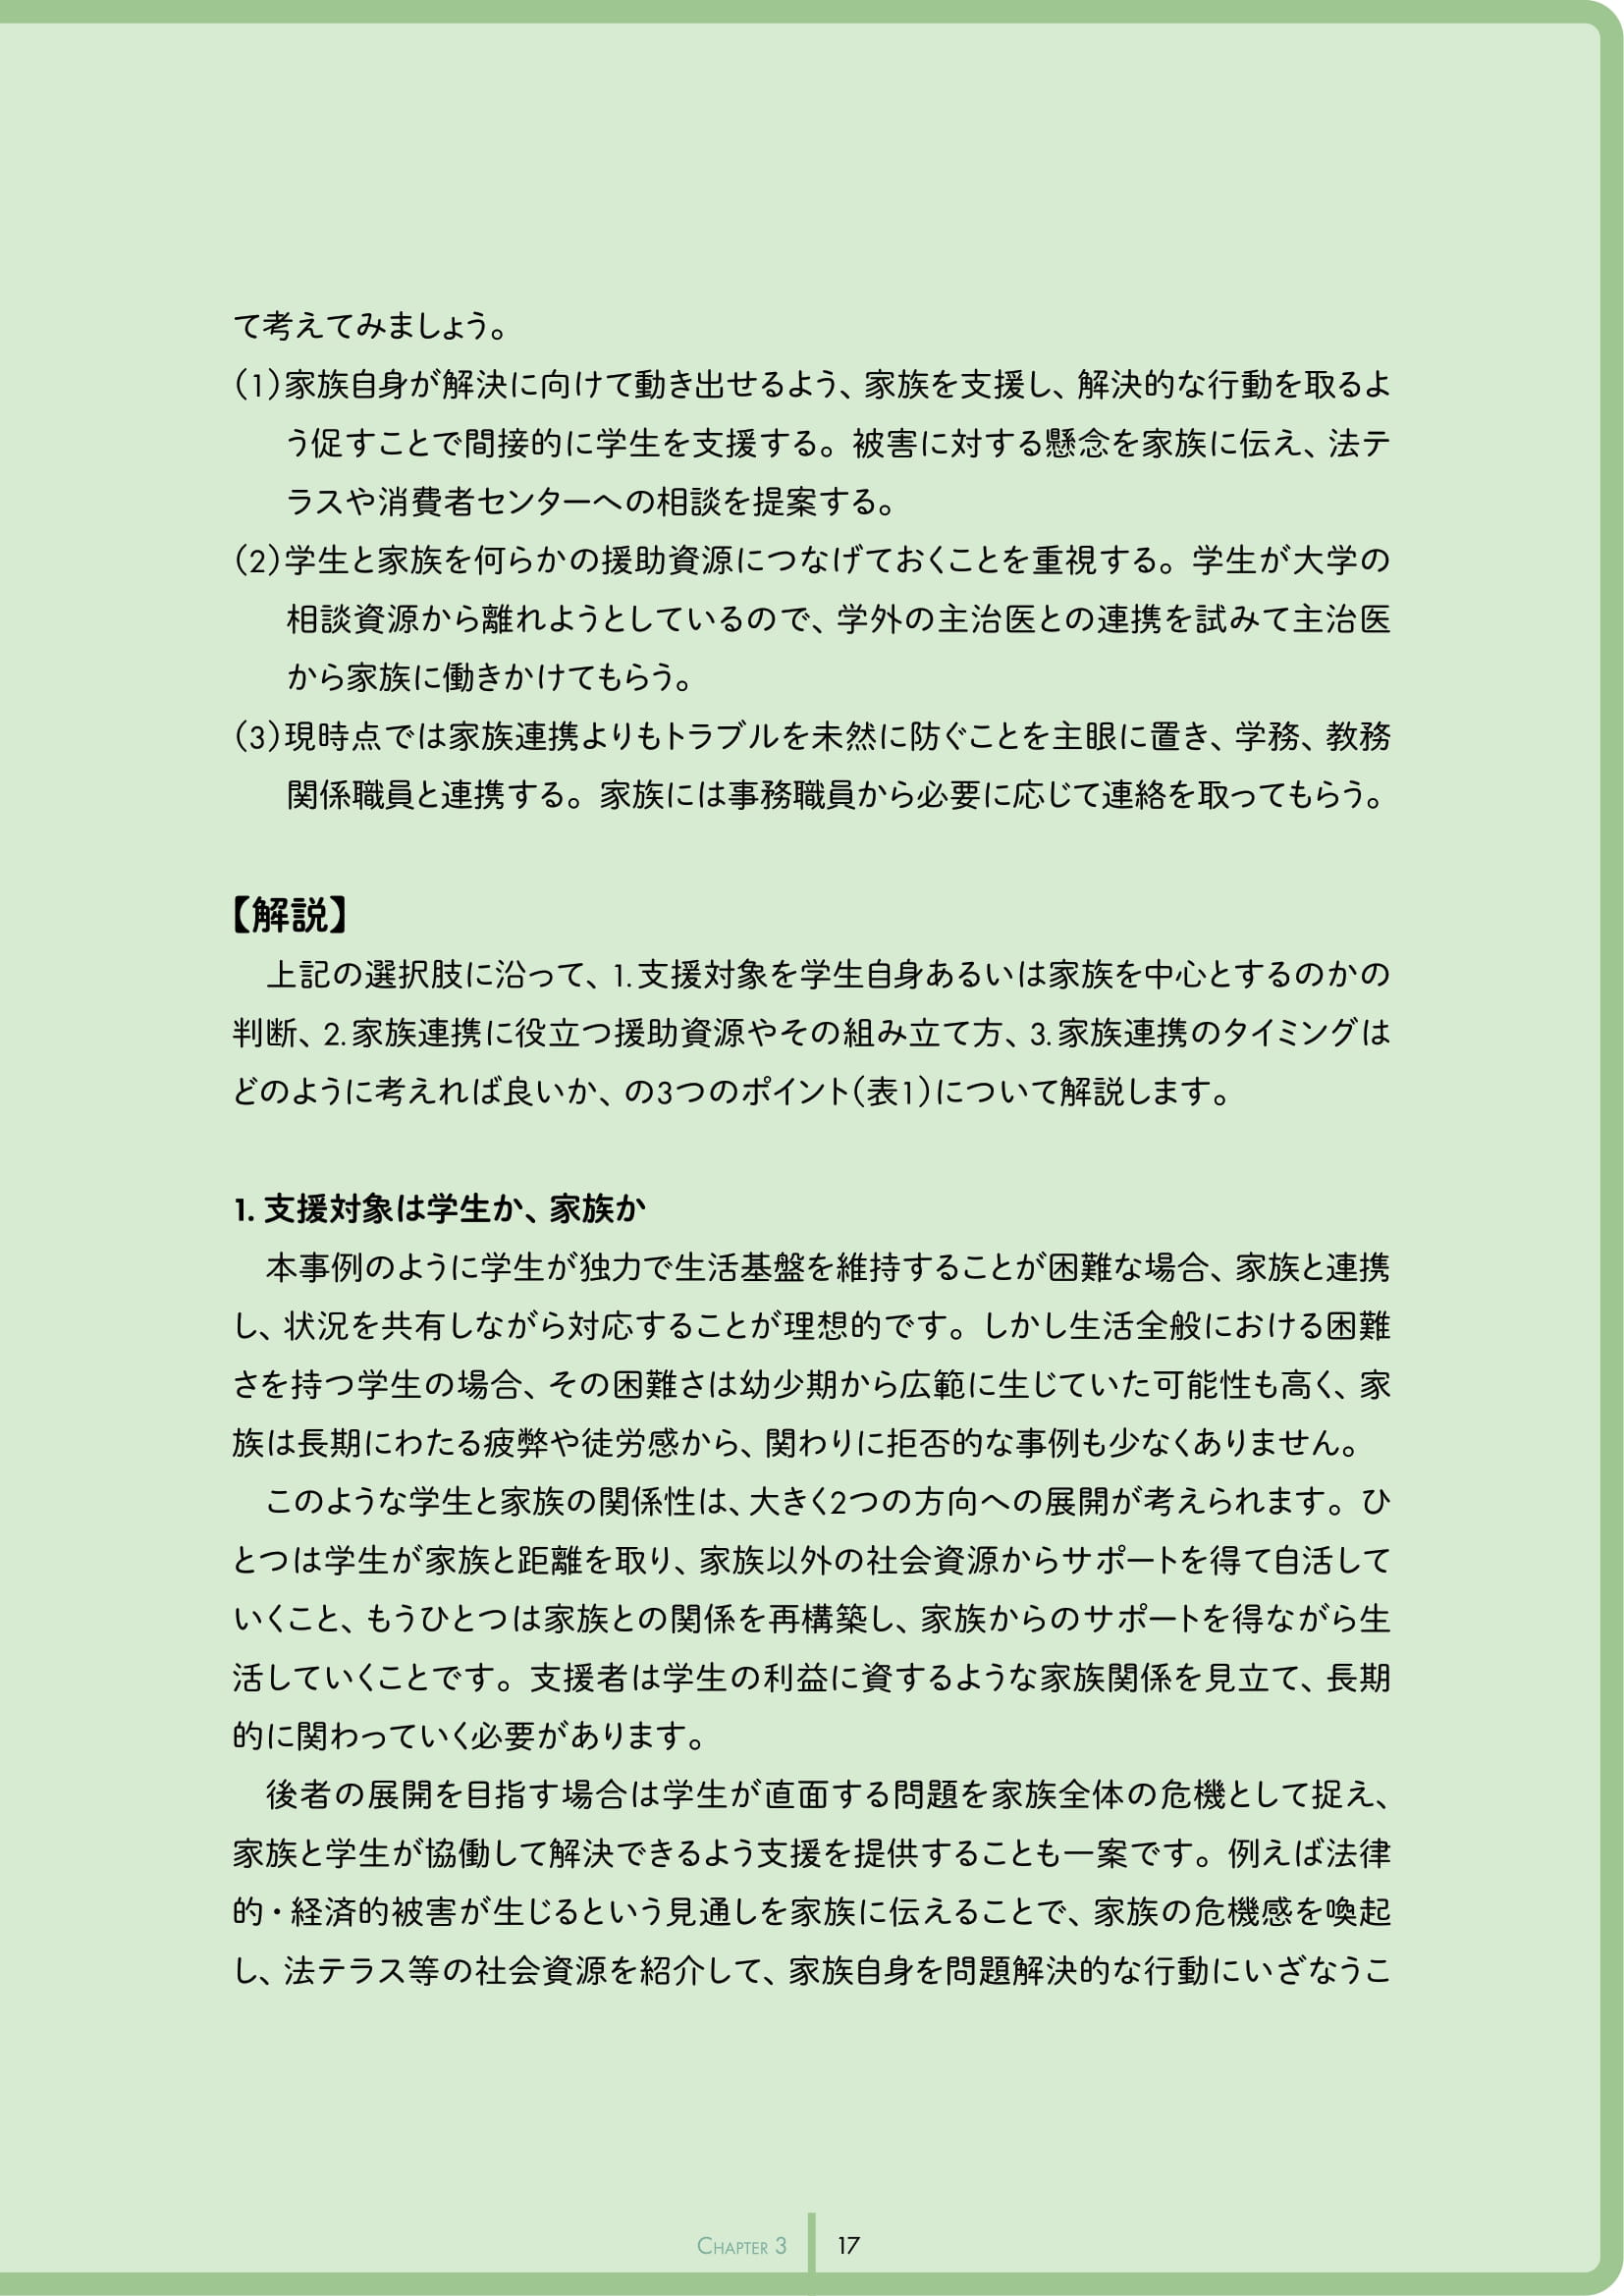 て考えてみましょう。
(1)家族自身が解決に向けて動き出せるよう、家族を支援し、解決的な行動を取るよ
う促すことで間接的に学生を支援する。被害に対する懸念を家族に伝え、法テ
ラスや消費者センターへの相談を提案する。
(2)学生と家族を何らかの援助資源につなげておくことを重視する。学生が大学の
相談資源から離れようとしているので、学外の主治医との連携を試みて主治医
から家族に働きかけてもらう。
(3)現時点では家族連携よりもトラブルを未然に防ぐことを主眼に置き、学務、教務
関係職員と連携する。家族には事務職員から必要に応じて連絡を取ってもらう。
【解説】
上記の選択肢に沿って、1.支援対象を学生自身あるいは家族を中心とするのかの
判断、2.家族連携に役立つ援助資源やその組み立て方、3.家族連携のタイミングは
どのように考えれば良いか、の3つのポイント(表1)について解説します。
1. 支援対象は学生か、家族か
本事例のように学生が独力で生活基盤を維持することが困難な場合、家族と連携
し、状況を共有しながら対応することが理想的です。しかし生活全般における困難
さを持つ学生の場合、その困難さは幼少期から広範に生じていた可能性も高く、家
族は長期にわたる疲弊や徒労感から、関わりに拒否的な事例も少なくありません。
このような学生と家族の関係性は、大きく2つの方向への展開が考えられます。ひ
とつは学生が家族と距離を取り、家族以外の社会資源からサポートを得て自活して
いくこと、もうひとつは家族との関係を再構築し、家族からのサポートを得ながら生
活していくことです。支援者は学生の利益に資するような家族関係を見立て、長期
的に関わっていく必要があります。
後者の展開を目指す場合は学生が直面する問題を家族全体の危機として捉え、
家族と学生が協働して解決できるよう支援を提供することも一案です。例えば法律
的・経済的被害が生じるという見通しを家族に伝えることで、家族の危機感を喚起
し、法テラス等の社会資源を紹介して、家族自身を問題解決的な行動にいざなうこ
CHAPTER 3 17